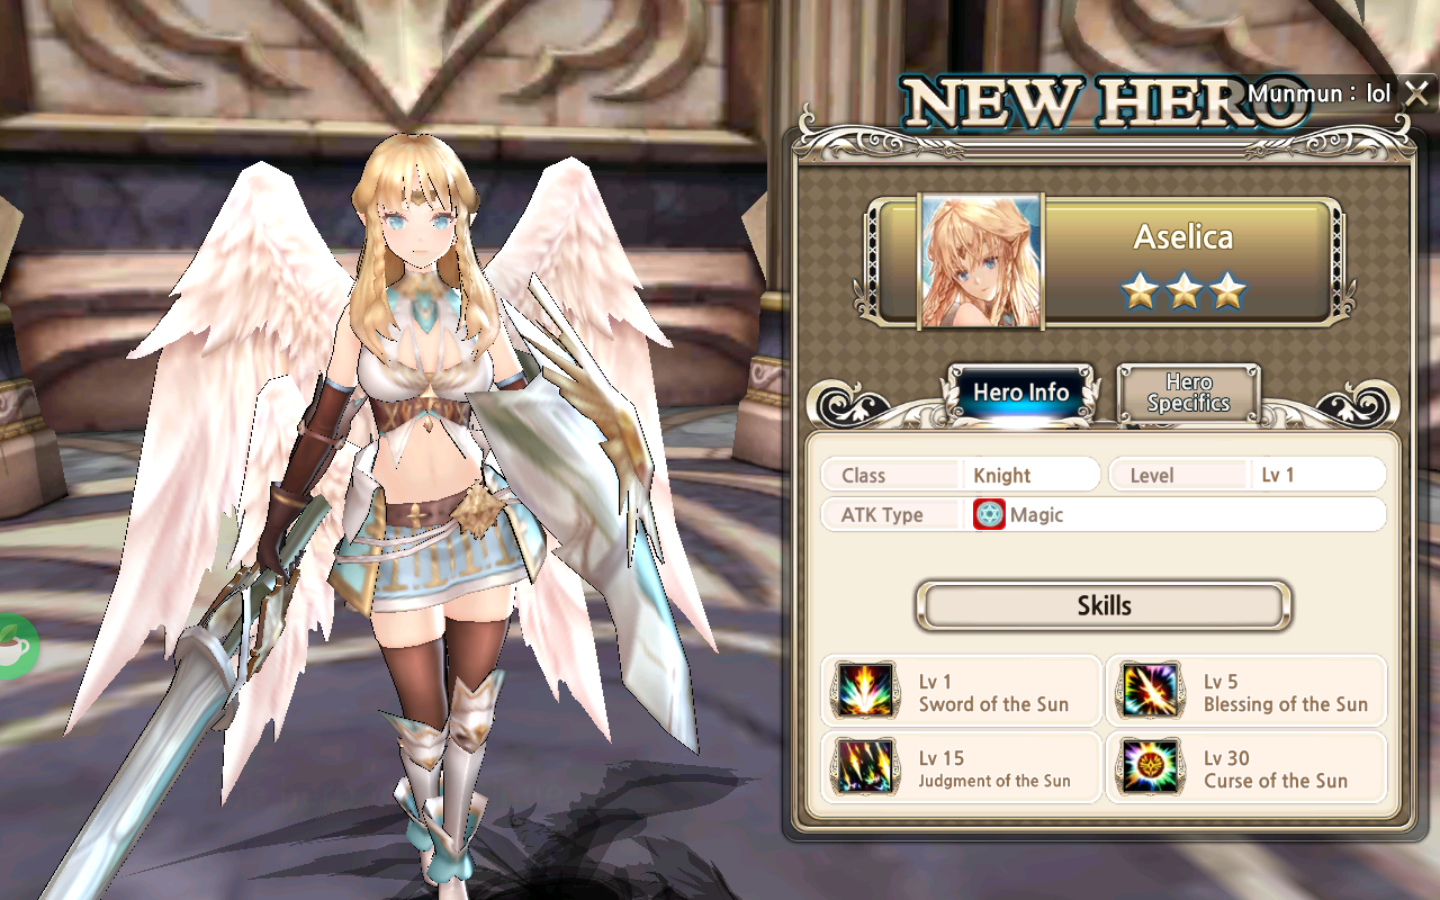 NEW HERO
Munmun : lol
Aselica
Hero Info
Hero
Specifics
Class
Knight
Level
Lv 1
ATK Type
Magic
Skills
Lv 1
Sword of the Sun
Lv 5
Blessing of the Sun
Lv 15
Judgment of the Sun
Lv 30
Curse of the Sun